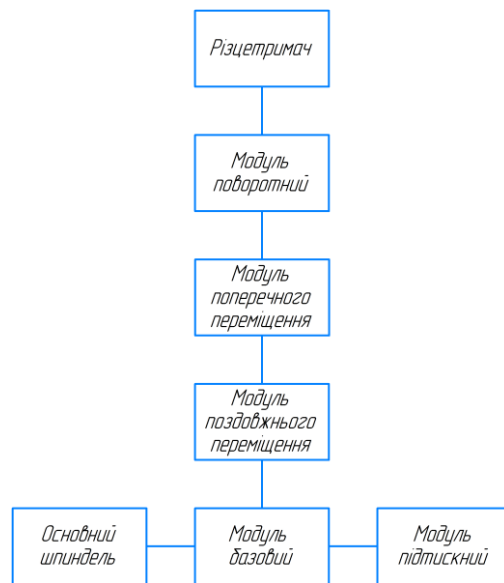 Різцетримач
Модуль
поворотний
Модуль
поперечного
переміщення
Модуль
поздовжнього
переміщення
Основний
шпиндель
Модуль
базовий
Модуль
підтискний